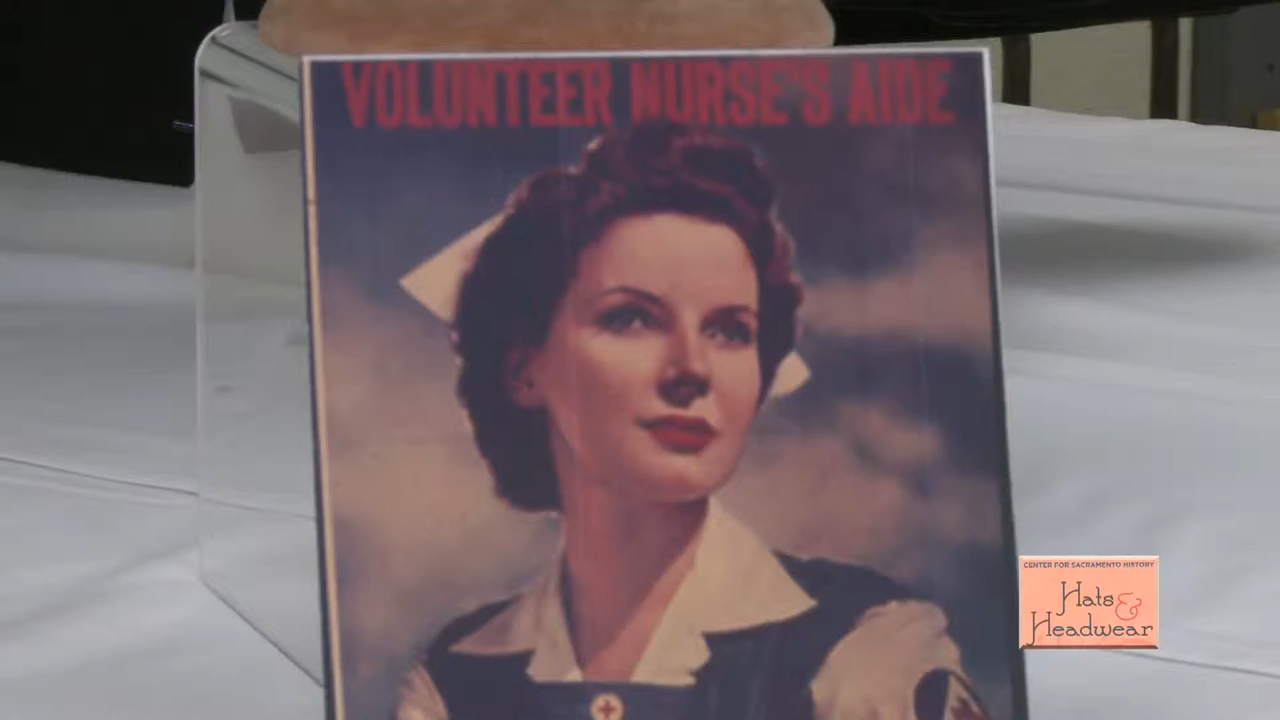 VOLUNTEER NURSE'S AIDE
CENTER FOR SACRAMENTO HISTORY
Hats &
Headwear